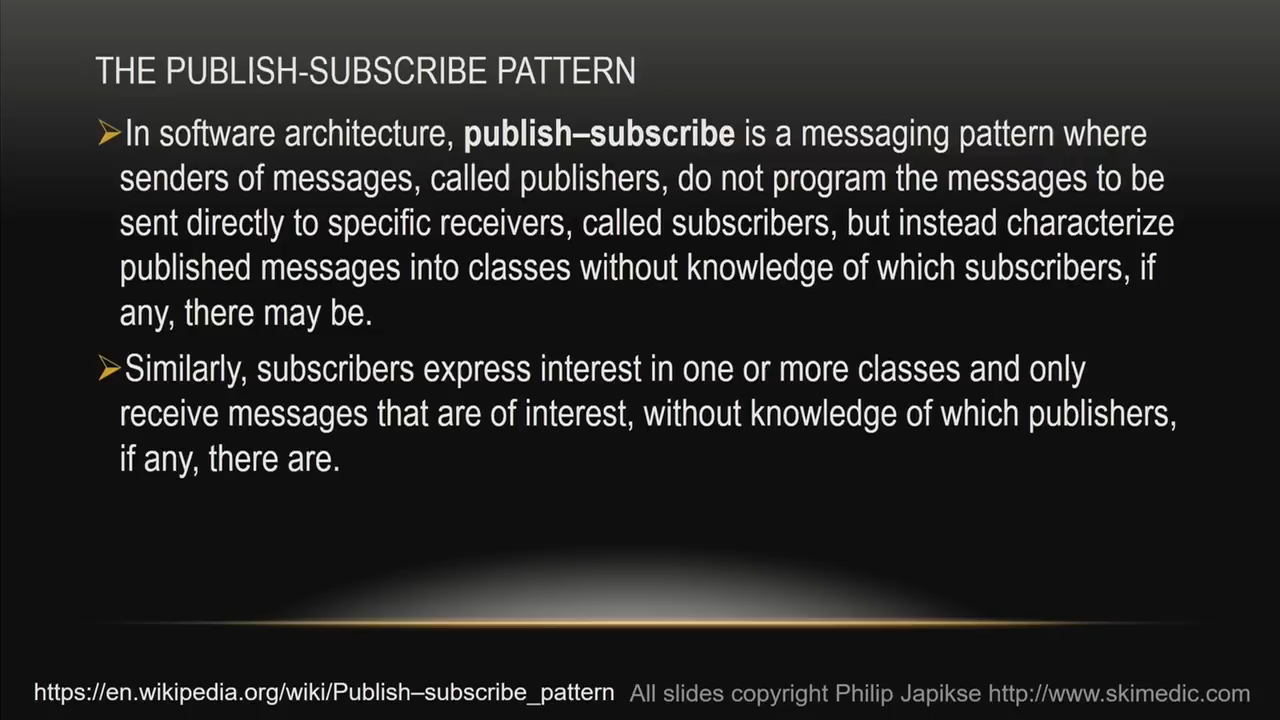 THE PUBLISH-SUBSCRIBE PATTERN
In software architecture, publish–subscribe is a messaging pattern where
senders of messages, called publishers, do not program the messages to be
sent directly to specific receivers, called subscribers, but instead characterize
published messages into classes without knowledge of which subscribers, if
any, there may be.
Similarly, subscribers express interest in one or more classes and only
receive messages that are of interest, without knowledge of which publishers,
if any, there are.
https://en.wikipedia.org/wiki/Publish–subscribe_pattern All slides copyright Philip Japikse http://www.skimedic.com